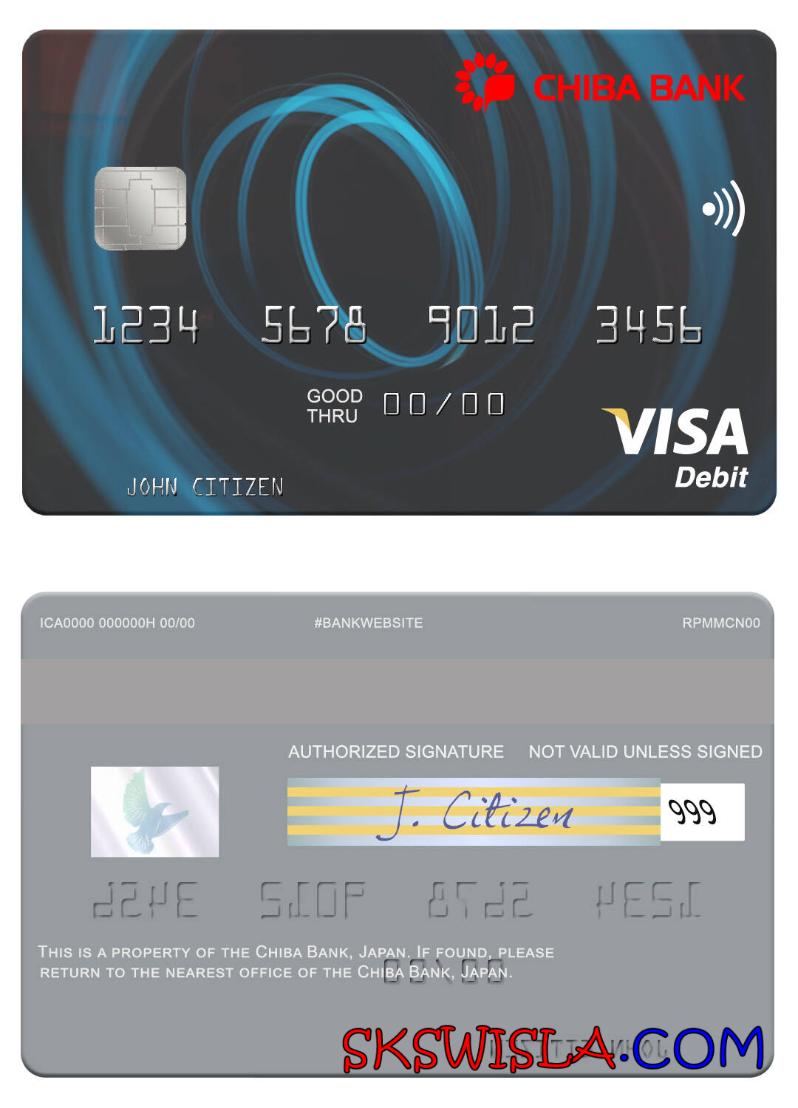 CHIBA BANK
1234 5678 9012 3456
GOOD THRU 00/00
VISA
Debit
JOHN CITIZEN
ICA0000 000000H 00/00 #BANKWEBSITE RPMMCN00
AUTHORIZED SIGNATURE NOT VALID UNLESS SIGNED
J. Citizen 999
THIS IS A PROPERTY OF THE CHIBA BANK, JAPAN. IF FOUND, PLEASE
RETURN TO THE NEAREST OFFICE OF THE CHIBA BANK, JAPAN.
SKSWISLA.COM